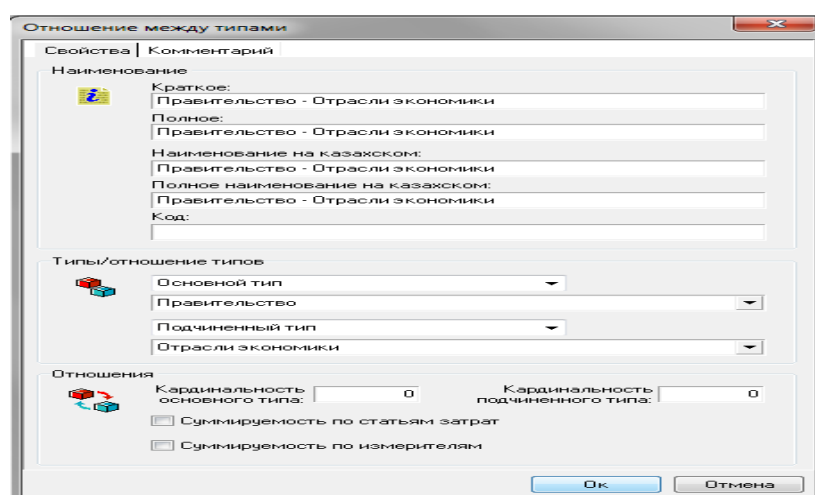 Отношение между типами
Свойства Комментарий
Наименование
Краткое:
Правительство - Отрасли экономики
Полное:
Правительство - Отрасли экономики
Наименование на казахском:
Правительство - Отрасли экономики
Полное наименование на казахском:
Правительство - Отрасли экономики
Код:
Типы/отношение типов
Основной тип
Правительство
Подчиненный тип
Отрасли экономики
Отношения
Кардинальность основного типа: 0 Кардинальность подчиненного типа: 0
Суммируемость по статьям затрат
Суммируемость по измерителям
Ок Отмена